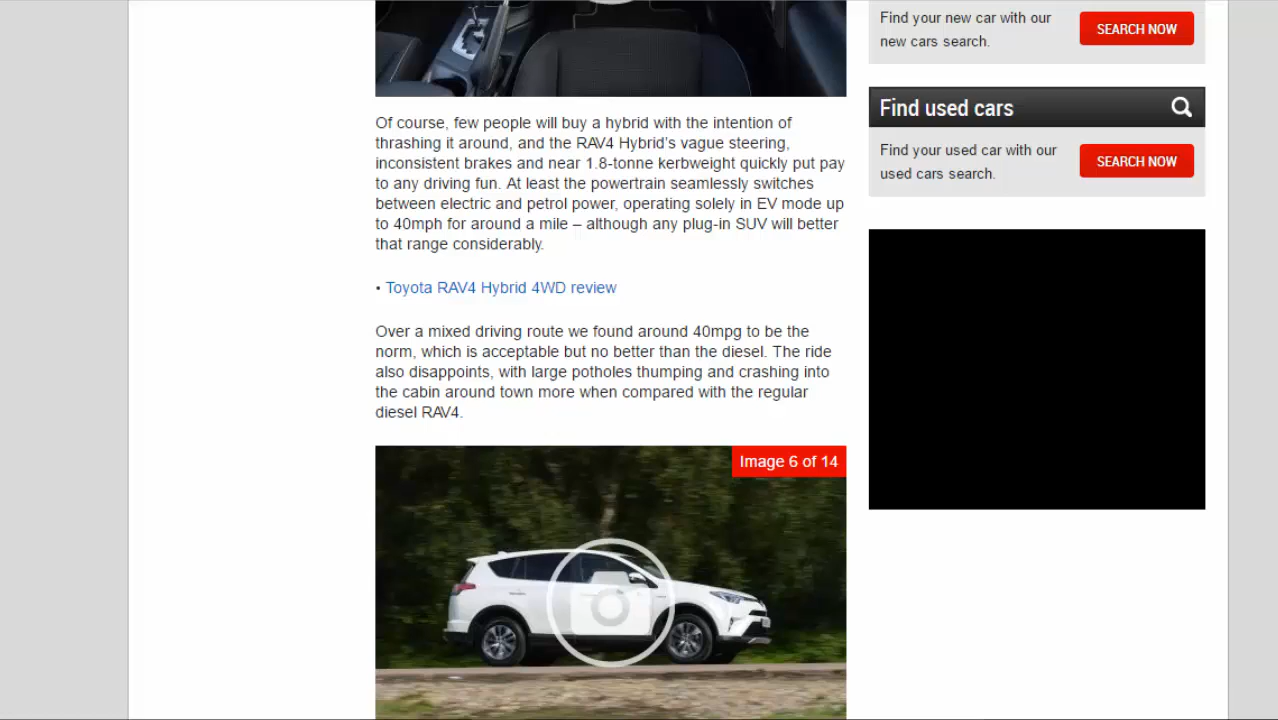 Find your new car with our
new cars search.
SEARCH NOW
Find used cars
Find your used car with our
used cars search.
SEARCH NOW
Of course, few people will buy a hybrid with the intention of
thrashing it around, and the RAV4 Hybrid’s vague steering,
inconsistent brakes and near 1.8-tonne kerbweight quickly put pay
to any driving fun. At least the powertrain seamlessly switches
between electric and petrol power, operating solely in EV mode up
to 40mph for around a mile – although any plug-in SUV will better
that range considerably.
• Toyota RAV4 Hybrid 4WD review
Over a mixed driving route we found around 40mpg to be the
norm, which is acceptable but no better than the diesel. The ride
also disappoints, with large potholes thumping and crashing into
the cabin around town more when compared with the regular
diesel RAV4.
Image 6 of 14